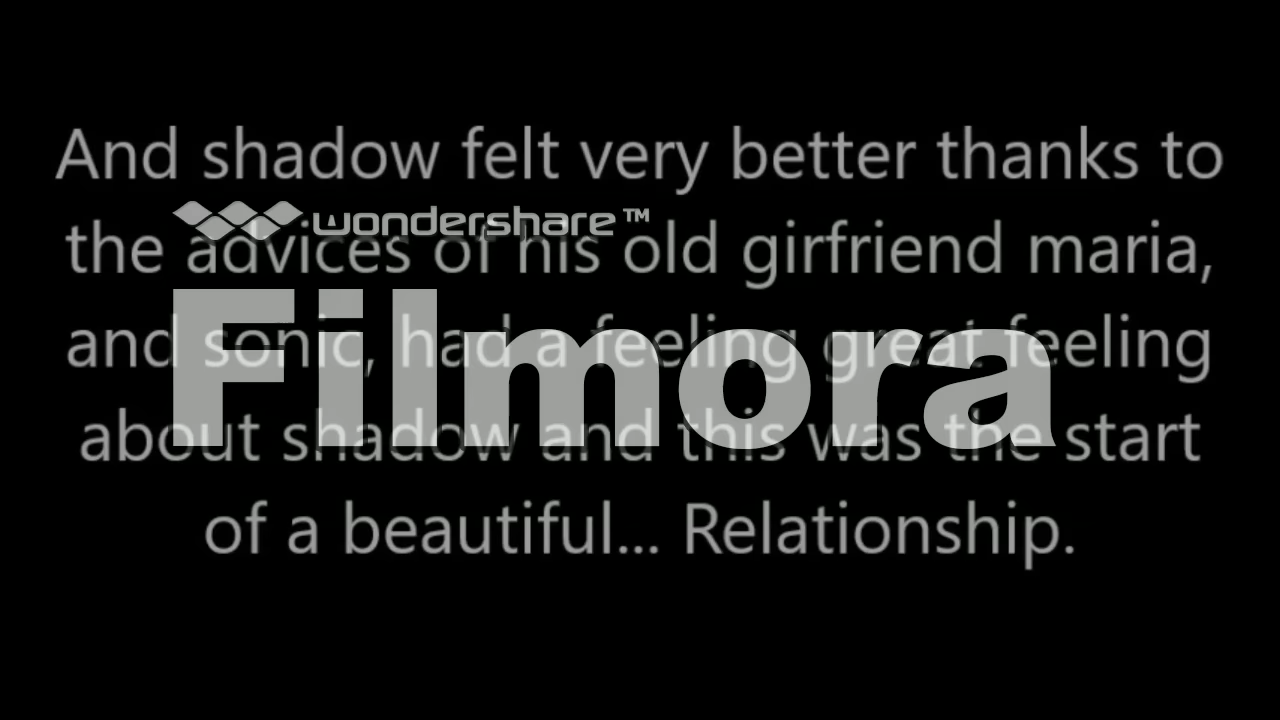 And shadow felt very better thanks to
wondershare™
the advices of his old girfriend maria,
Filmora
and sonic, had a feeling great feeling
about shadow and this was the start
of a beautiful... Relationship.